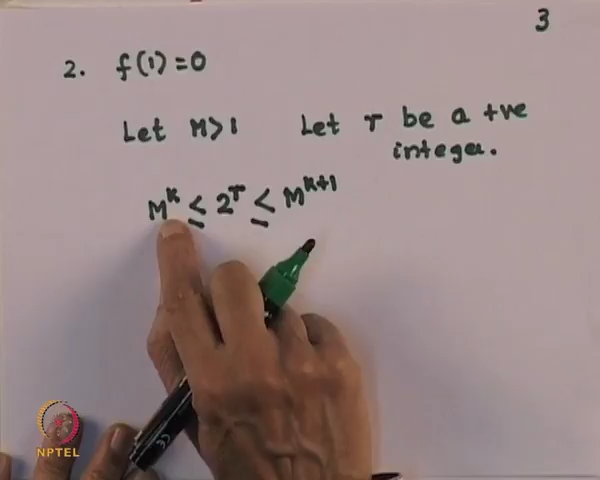 3
2. f(1)=0
Let M>1 Let r be a +ve
integer.
M^k ≤ 2^r ≤ M^{k+1}
NPTEL